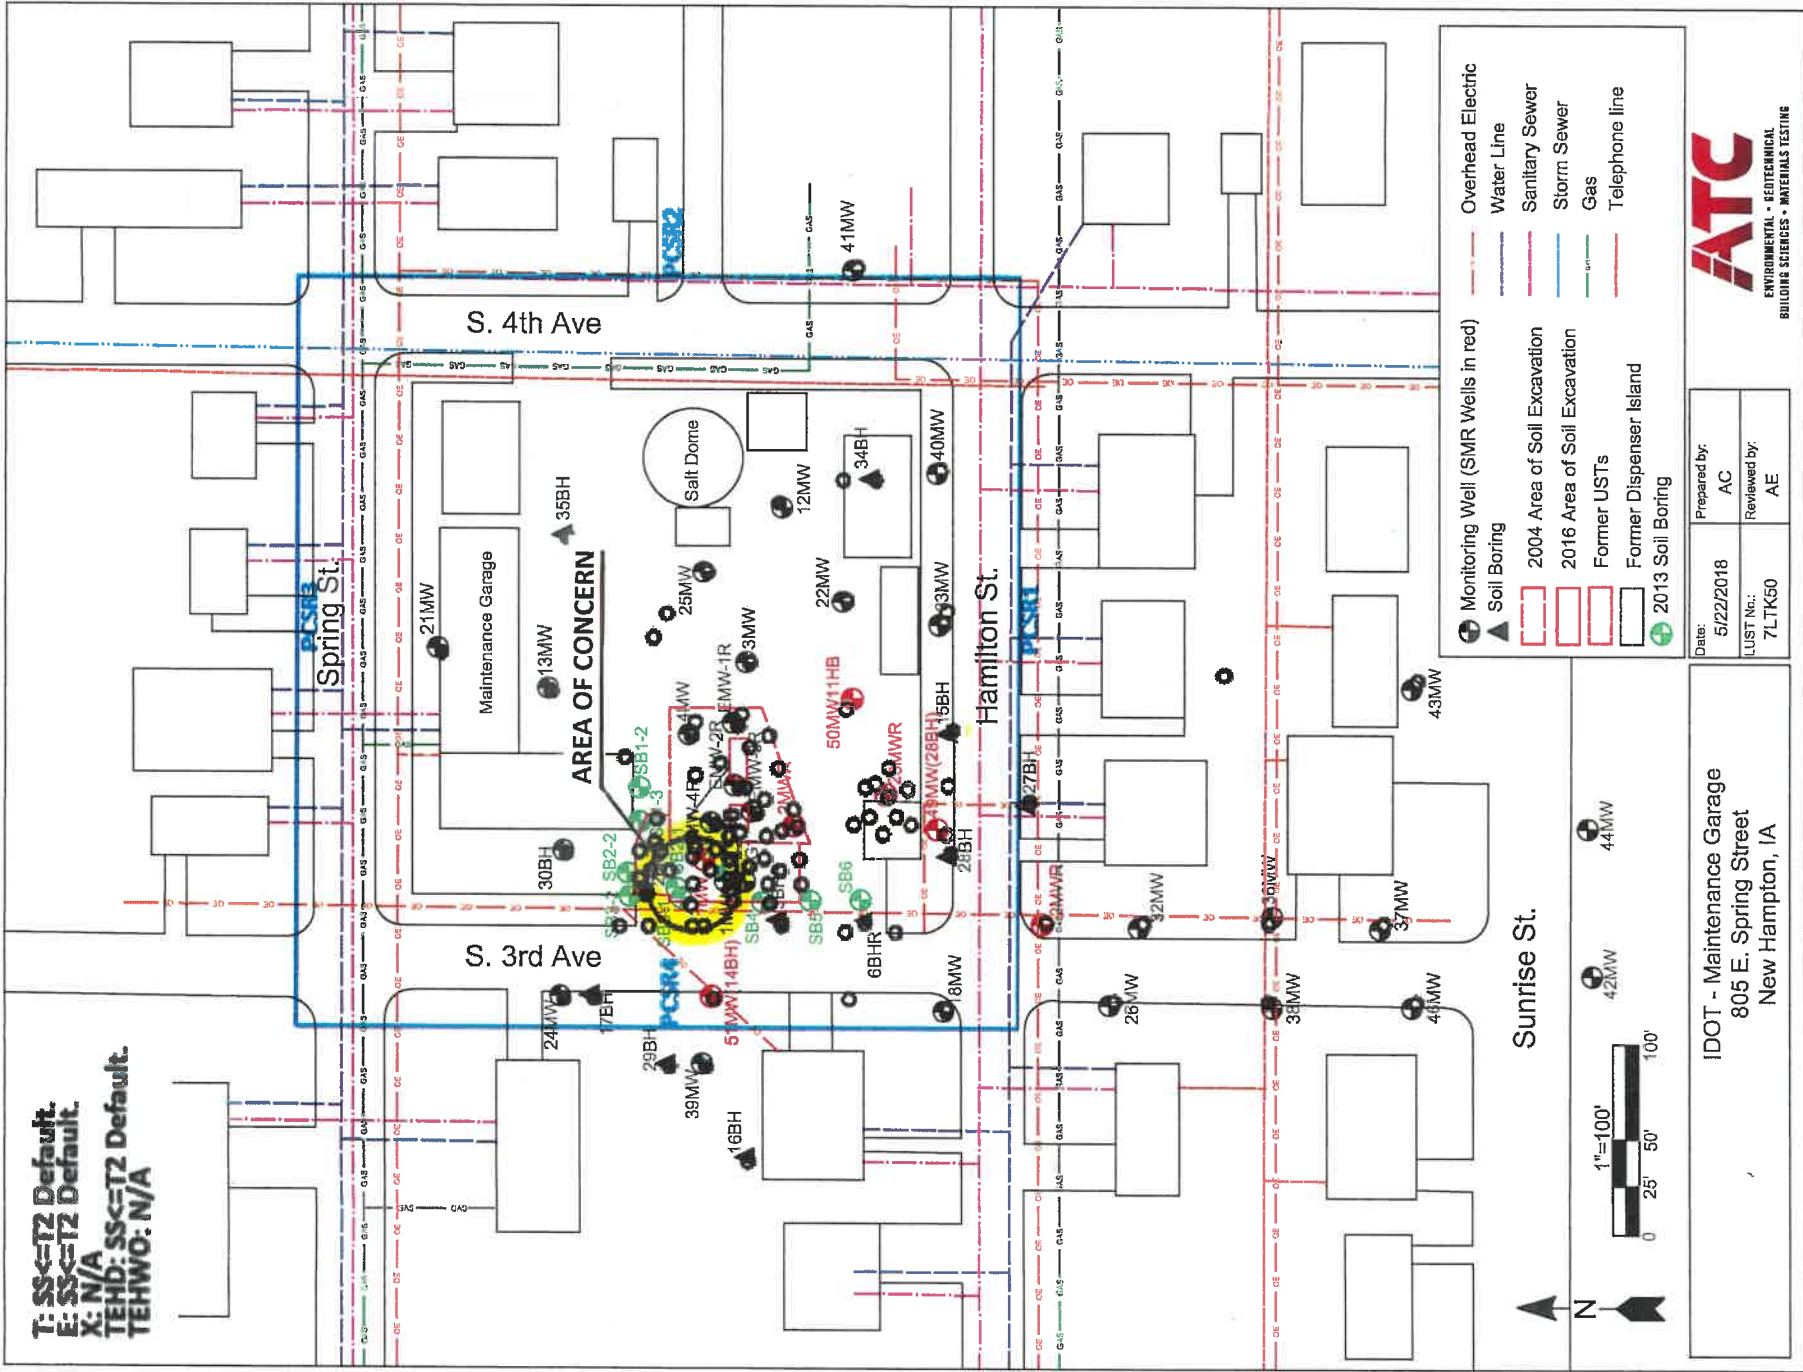 T: SS<=T2 Default.
E: SS<=T2 Default.
X: N/A
TEHD: SS<=T2 Default.
TEHWO: N/A
PCSR3
Spring St.
PCSR2
S. 4th Ave
41MW
35BH
Salt Dome
12MW
34BH
40MW
21MW
Maintenance Garage
13MW
25MW
22MW
3MW
AREA OF CONCERN
4MW
50MW11HB
Hamilton St.
PCSR1
15BH
SB1-2
30BH
SB2-2
SB5
SB6
49MW(28BH)
28BH
27BH
S. 3rd Ave
PCSR4
51MW(14BH)
6BHR
18MW
24MW
17BH
29BH
39MW
16BH
32MW
37MW
26MW
38MW
43MW
44MW
42MW
Sunrise St.
1"=100'
0
25'
50'
100'
N
Monitoring Well (SMR Wells in red)
Soil Boring
2004 Area of Soil Excavation
2016 Area of Soil Excavation
Former USTs
Former Dispenser Island
2013 Soil Boring
Overhead Electric
Water Line
Sanitary Sewer
Storm Sewer
Gas
Telephone line
Date:
5/22/2018
Prepared by:
AC
LUST No.:
7LTK50
Reviewed by:
AE
IDOT - Maintenance Garage
805 E. Spring Street
New Hampton, IA
ATC
ENVIRONMENTAL • GEOTECHNICAL
BUILDING SCIENCES • MATERIALS TESTING